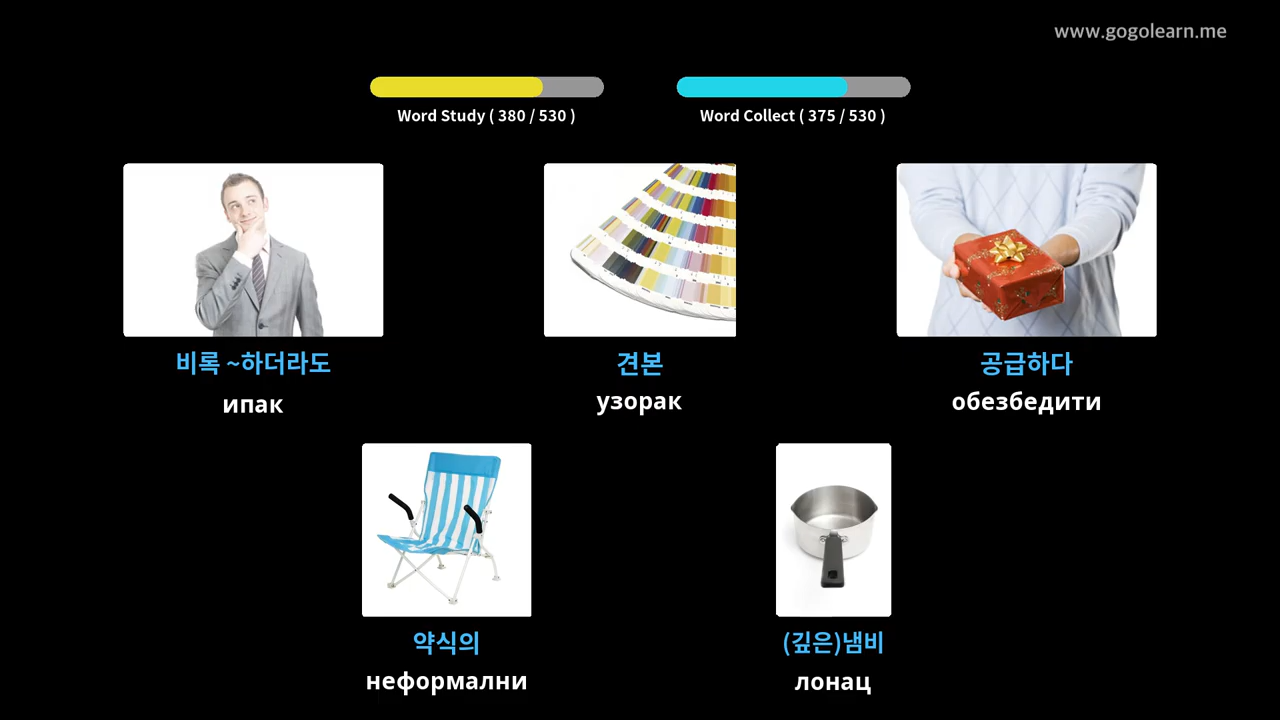 www.gogolearn.me
Word Study ( 380 / 530 )
Word Collect ( 375 / 530 )
비록 ~하더라도
ипак
견본
узорак
공급하다
обезбедити
약식의
неформални
(깊은)냄비
лонац